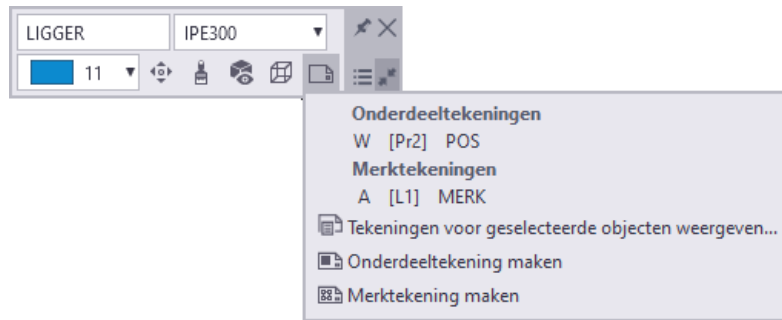 LIGGER IPE300
11
Onderdeeltekeningen
W [Pr2] POS
Merktekeningen
A [L1] MERK
Tekeningen voor geselecteerde objecten weergeven...
Onderdeeltekening maken
Merktekening maken